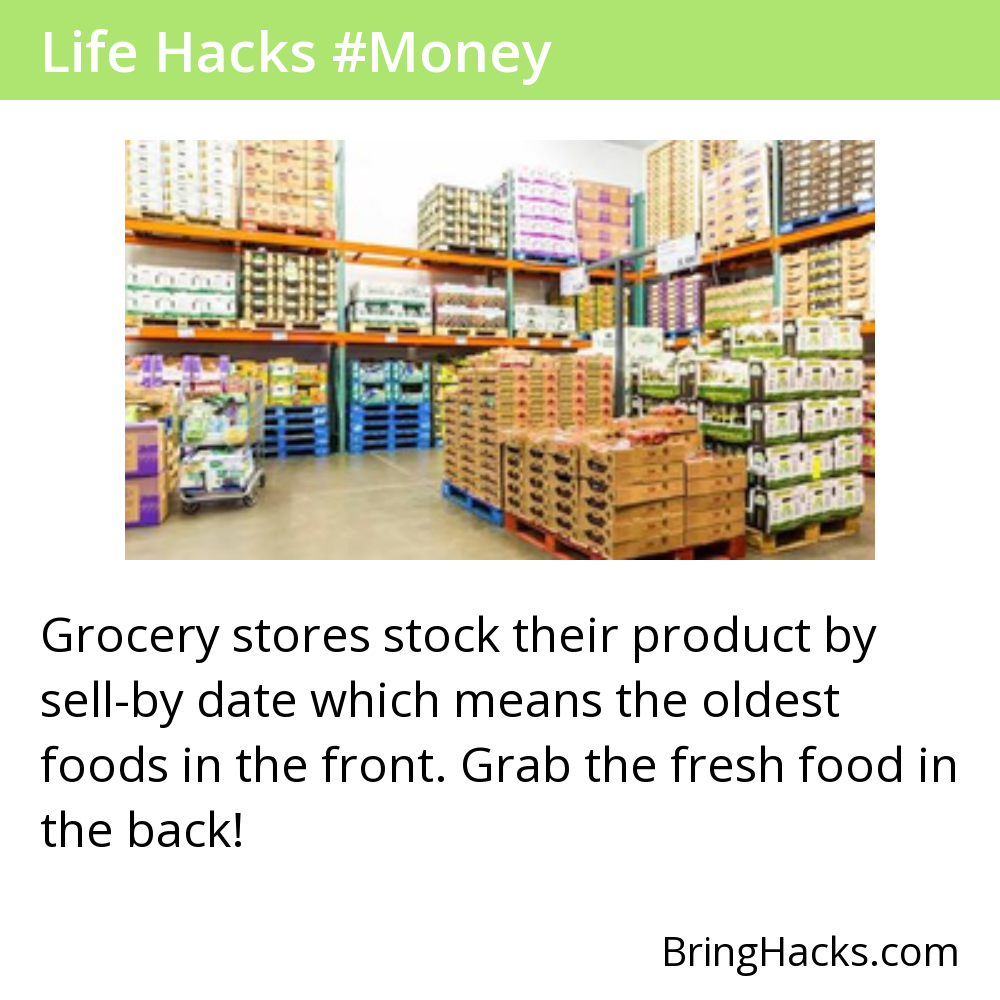 Life Hacks #Money
Grocery stores stock their product by
sell-by date which means the oldest
foods in the front. Grab the fresh food in
the back!
BringHacks.com